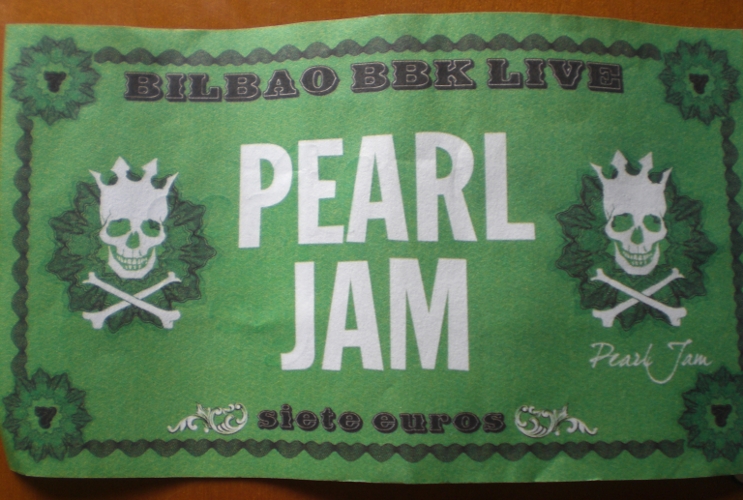 7 7
BILBAO BBK LIVE
PEARL
JAM
Pearl Jam
7 siete euros 7